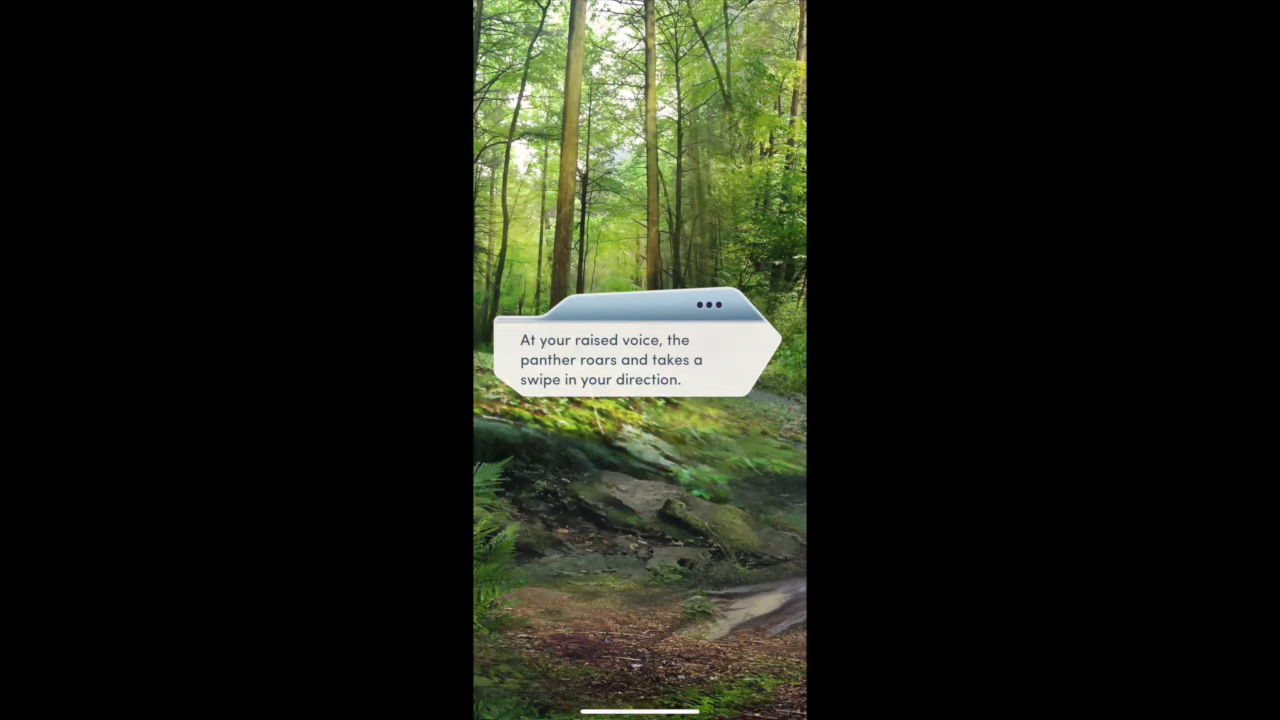 At your raised voice, the
panther roars and takes a
swipe in your direction.